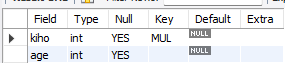 Field Type Null Key Default Extra
kiho int YES MUL NULL
age int YES NULL